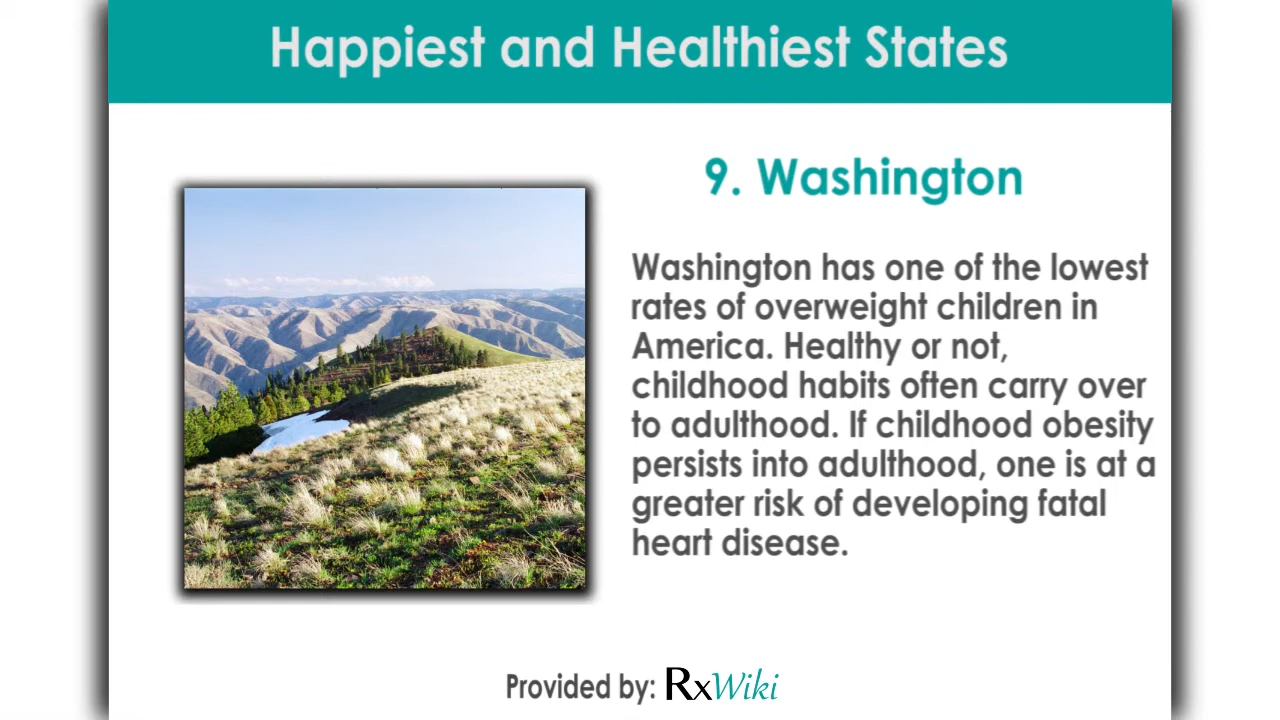 Happiest and Healthiest States
9. Washington
Washington has one of the lowest
rates of overweight children in
America. Healthy or not,
childhood habits often carry over
to adulthood. If childhood obesity
persists into adulthood, one is at a
greater risk of developing fatal
heart disease.
Provided by: RxWiki